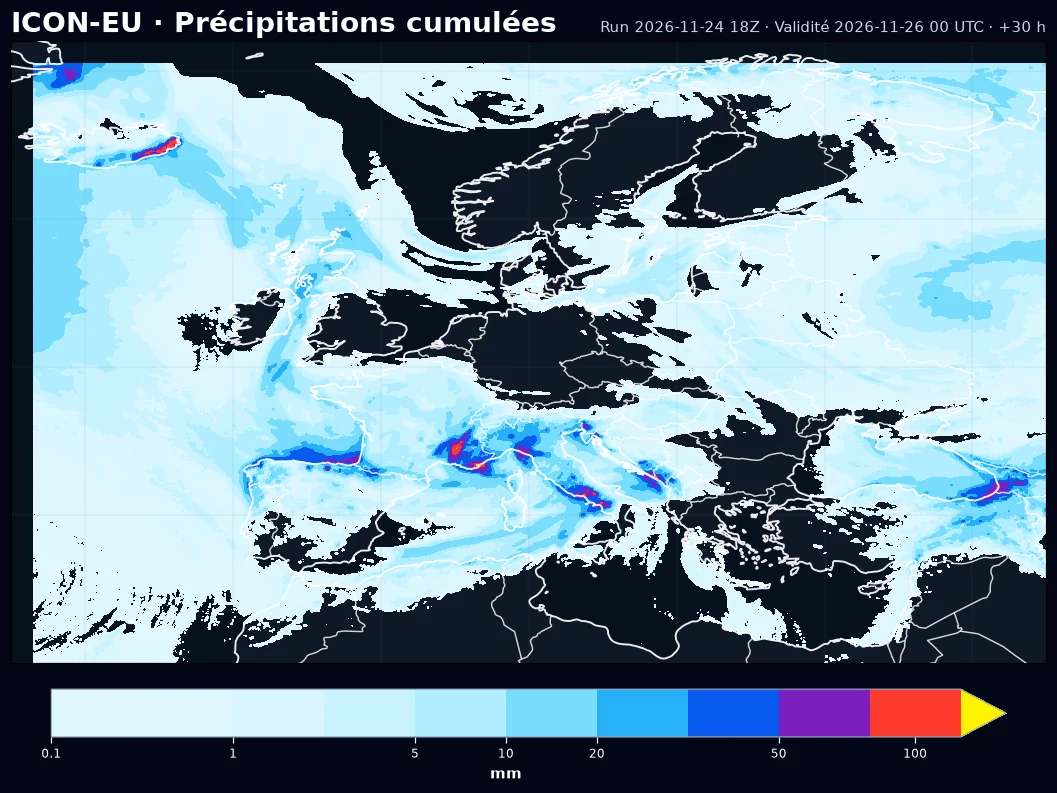 ICON-EU · Précipitations cumulées
Run 2026-11-24 18Z · Validité 2026-11-26 00 UTC · +30 h
0.1 1 5 10 20 50 100
mm